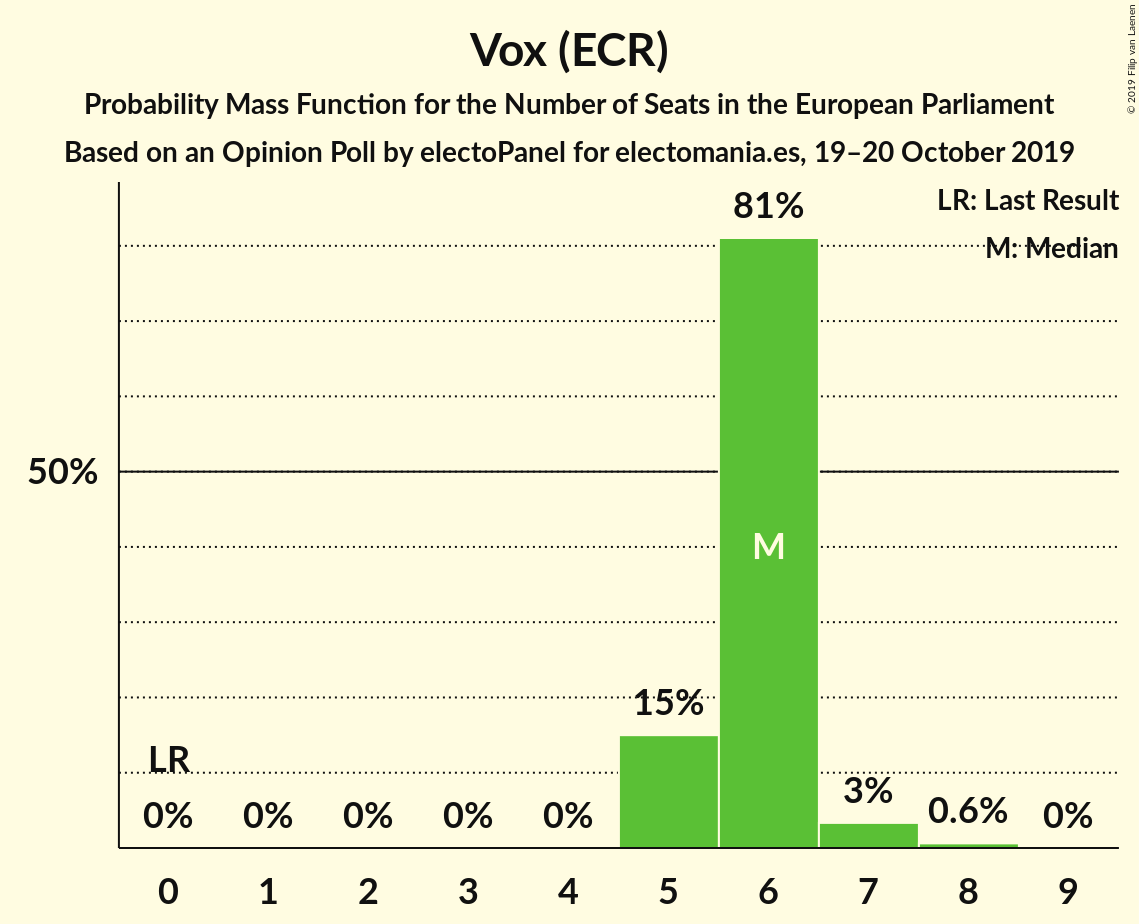 Vox (ECR)
Probability Mass Function for the Number of Seats in the European Parliament
Based on an Opinion Poll by electoPanel for electomania.es, 19–20 October 2019
© 2019 Filip van Laenen
LR: Last Result
M: Median
81%
50%
M
15%
LR
3%
0.6%
0% 0% 0% 0% 0% 0%
0 1 2 3 4 5 6 7 8 9